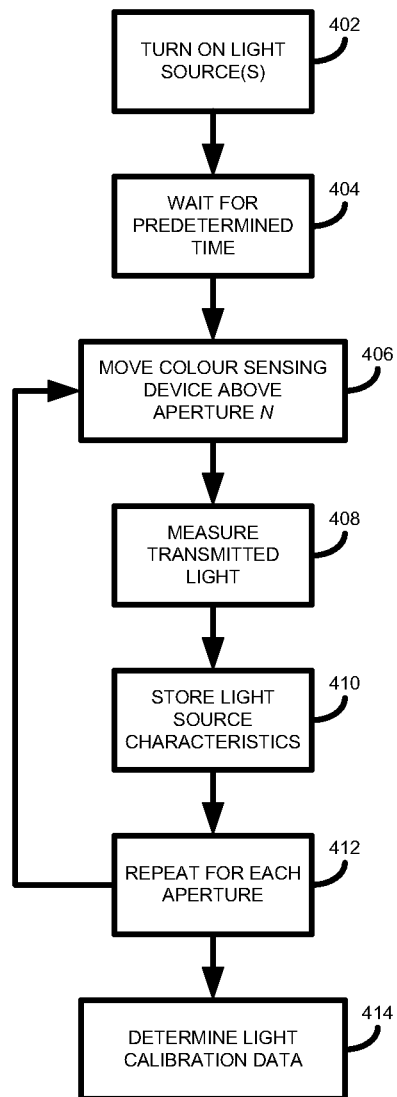 402
TURN ON LIGHT
SOURCE(S)
404
WAIT FOR
PREDETERMINED
TIME
406
MOVE COLOUR SENSING
DEVICE ABOVE
APERTURE N
408
MEASURE
TRANSMITTED
LIGHT
410
STORE LIGHT
SOURCE
CHARACTERISTICS
412
REPEAT FOR EACH
APERTURE
414
DETERMINE LIGHT
CALIBRATION DATA